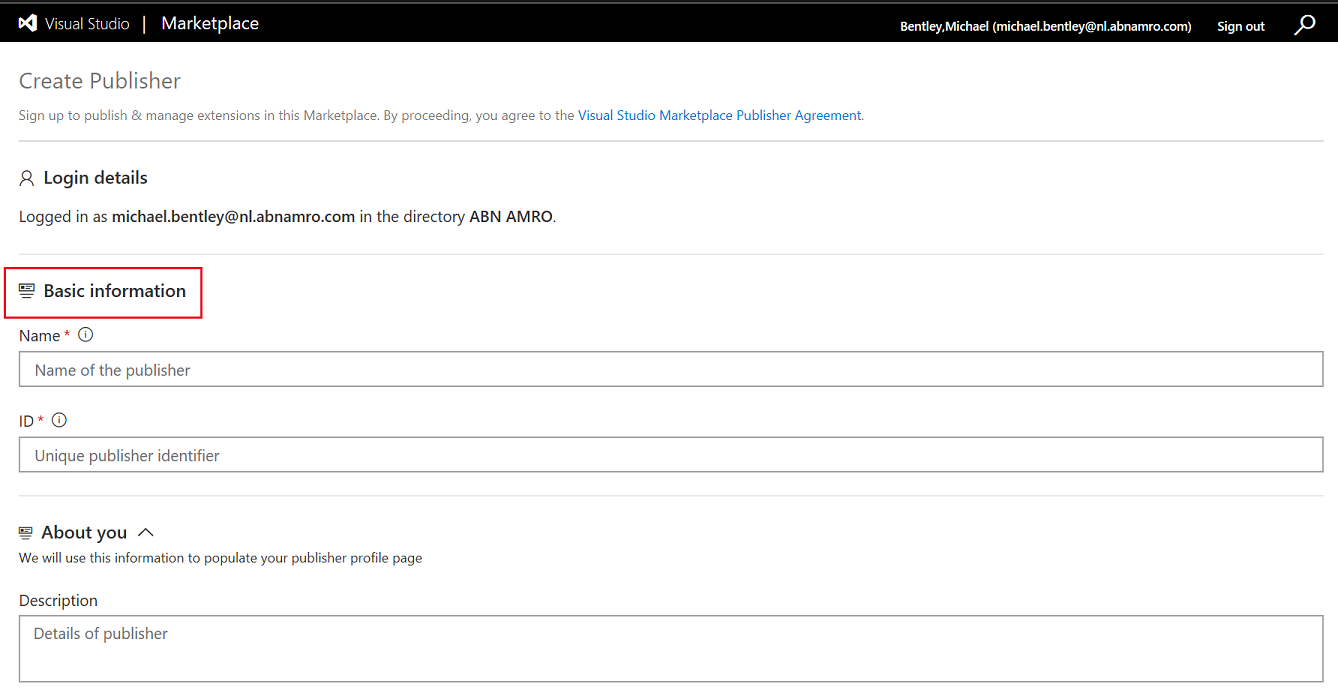 Visual Studio | Marketplace
Bentley,Michael (michael.bentley@nl.abnamro.com) Sign out
Create Publisher
Sign up to publish & manage extensions in this Marketplace. By proceeding, you agree to the Visual Studio Marketplace Publisher Agreement.
Login details
Logged in as michael.bentley@nl.abnamro.com in the directory ABN AMRO.
Basic information
Name *
Name of the publisher
ID *
Unique publisher identifier
About you
We will use this information to populate your publisher profile page
Description
Details of publisher